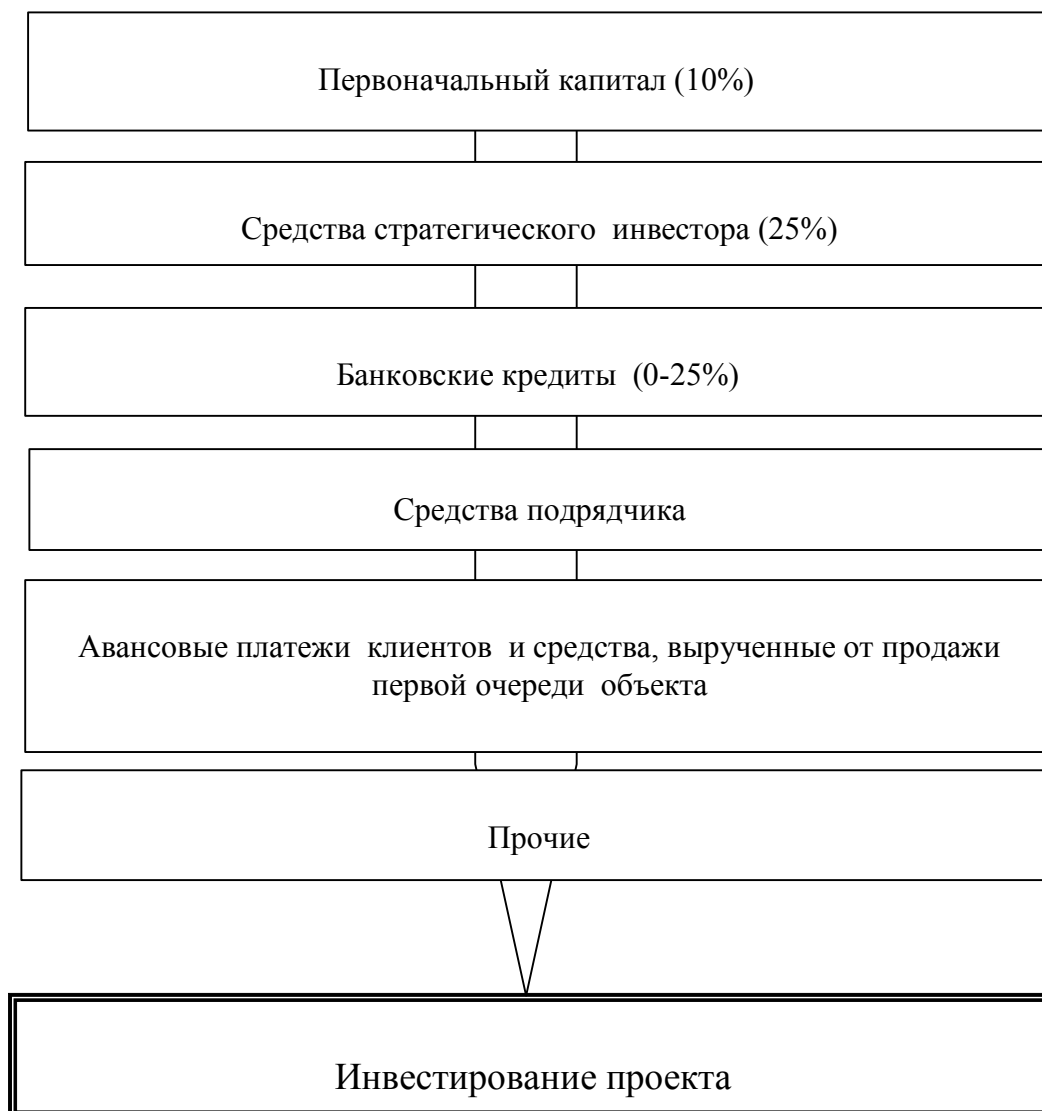 Первоначальный капитал (10%)
Средства стратегического инвестора (25%)
Банковские кредиты (0-25%)
Средства подрядчика
Авансовые платежи клиентов и средства, вырученные от продажи
первой очереди объекта
Прочие
Инвестирование проекта